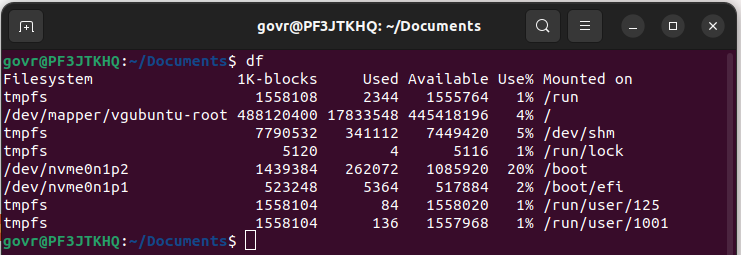 govr@PF3JTKHQ: ~/Documents
govr@PF3JTKHQ:~/Documents$ df
Filesystem                  1K-blocks     Used Available Use% Mounted on
tmpfs                         1558108     2344   1555764   1% /run
/dev/mapper/vgubuntu-root 488120400 17833548 445418196   4% /
tmpfs                         7790532   341112   7449420   5% /dev/shm
tmpfs                            5120        4      5116   1% /run/lock
/dev/nvme0n1p2                1439384   262072   1085920  20% /boot
/dev/nvme0n1p1                 523248     5364    517884   2% /boot/efi
tmpfs                         1558104       84   1558020   1% /run/user/125
tmpfs                         1558104      136   1557968   1% /run/user/1001
govr@PF3JTKHQ:~/Documents$